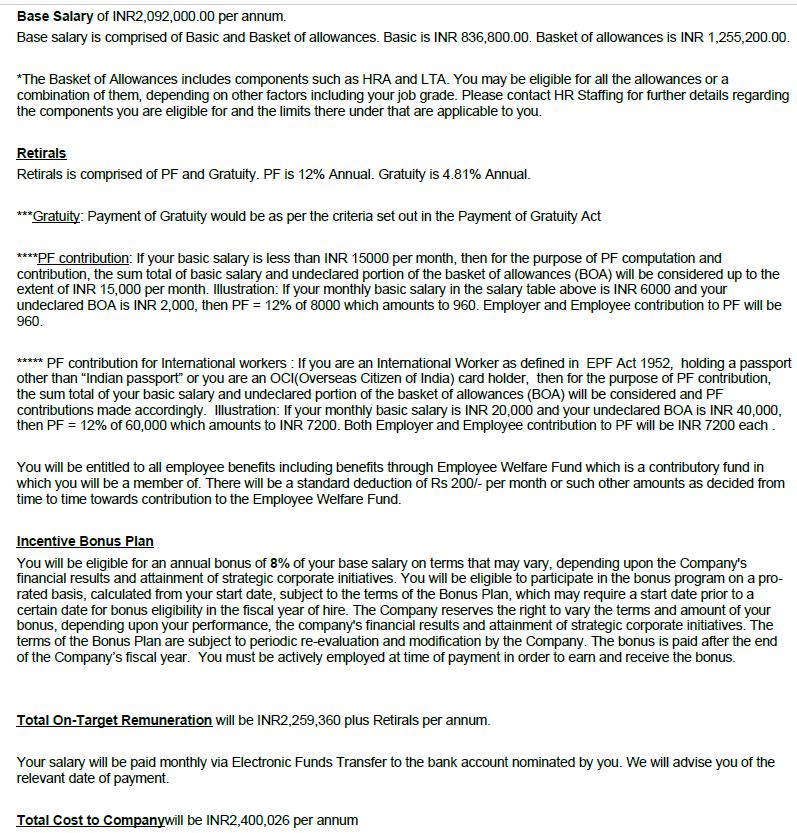 Base Salary of INR2,092,000.00 per annum.
Base salary is comprised of Basic and Basket of allowances. Basic is INR 836,800.00. Basket of allowances is INR 1,255,200.00.
*The Basket of Allowances includes components such as HRA and LTA. You may be eligible for all the allowances or a
combination of them, depending on other factors including your job grade. Please contact HR Staffing for further details regarding
the components you are eligible for and the limits there under that are applicable to you.
Retirals
Retirals is comprised of PF and Gratuity. PF is 12% Annual. Gratuity is 4.81% Annual.
***Gratuity: Payment of Gratuity would be as per the criteria set out in the Payment of Gratuity Act
****PF contribution: If your basic salary is less than INR 15000 per month, then for the purpose of PF computation and
contribution, the sum total of basic salary and undeclared portion of the basket of allowances (BOA) will be considered up to the
extent of INR 15,000 per month. Illustration: If your monthly basic salary in the salary table above is INR 6000 and your
undeclared BOA is INR 2,000, then PF = 12% of 8000 which amounts to 960. Employer and Employee contribution to PF will be
960.
***** PF contribution for International workers : If you are an International Worker as defined in EPF Act 1952, holding a passport
other than “Indian passport” or you are an OCI(Overseas Citizen of India) card holder, then for the purpose of PF contribution,
the sum total of your basic salary and undeclared portion of the basket of allowances (BOA) will be considered and PF
contributions made accordingly. Illustration: If your monthly basic salary is INR 20,000 and your undeclared BOA is INR 40,000,
then PF = 12% of 60,000 which amounts to INR 7200. Both Employer and Employee contribution to PF will be INR 7200 each .
You will be entitled to all employee benefits including benefits through Employee Welfare Fund which is a contributory fund in
which you will be a member of. There will be a standard deduction of Rs 200/- per month or such other amounts as decided from
time to time towards contribution to the Employee Welfare Fund.
Incentive Bonus Plan
You will be eligible for an annual bonus of 8% of your base salary on terms that may vary, depending upon the Company's
financial results and attainment of strategic corporate initiatives. You will be eligible to participate in the bonus program on a pro-
rated basis, calculated from your start date, subject to the terms of the Bonus Plan, which may require a start date prior to a
certain date for bonus eligibility in the fiscal year of hire. The Company reserves the right to vary the terms and amount of your
bonus, depending upon your performance, the company's financial results and attainment of strategic corporate initiatives. The
terms of the Bonus Plan are subject to periodic re-evaluation and modification by the Company. The bonus is paid after the end
of the Company’s fiscal year. You must be actively employed at time of payment in order to earn and receive the bonus.
Total On-Target Remuneration will be INR2,259,360 plus Retirals per annum.
Your salary will be paid monthly via Electronic Funds Transfer to the bank account nominated by you. We will advise you of the
relevant date of payment.
Total Cost to Companywill be INR2,400,026 per annum